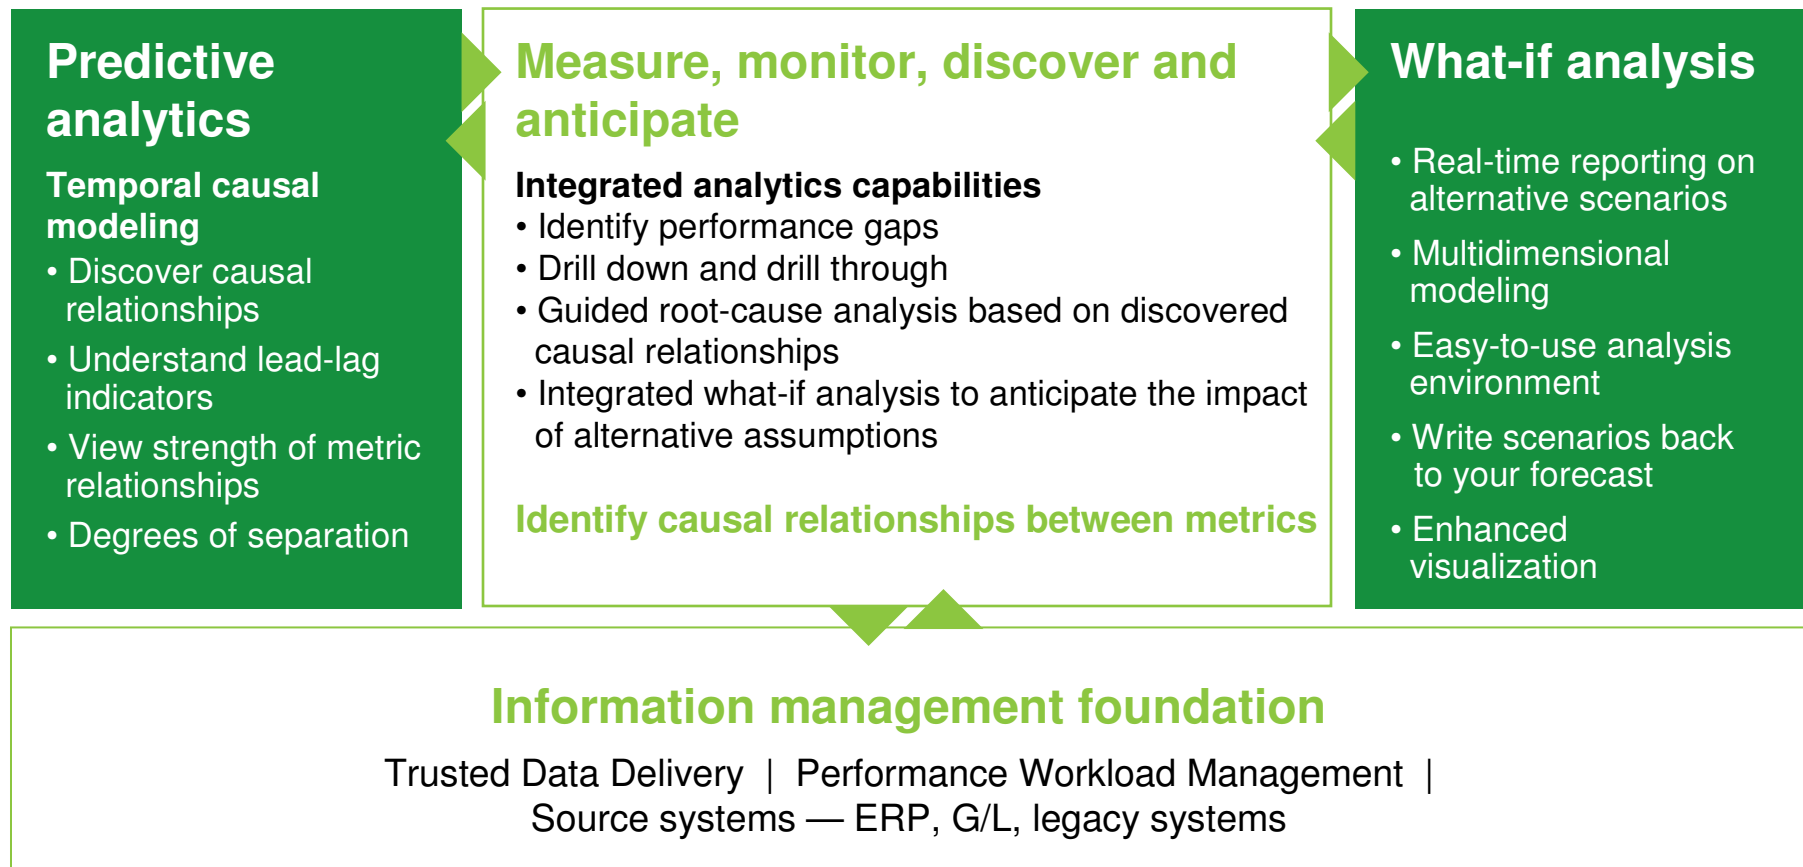 Predictive
analytics
Temporal causal
modeling
• Discover causal
relationships
• Understand lead-lag
indicators
• View strength of metric
relationships
• Degrees of separation
Measure, monitor, discover and
anticipate
Integrated analytics capabilities
• Identify performance gaps
• Drill down and drill through
• Guided root-cause analysis based on discovered
causal relationships
• Integrated what-if analysis to anticipate the impact
of alternative assumptions
Identify causal relationships between metrics
What-if analysis
• Real-time reporting on
alternative scenarios
• Multidimensional
modeling
• Easy-to-use analysis
environment
• Write scenarios back
to your forecast
• Enhanced
visualization
Information management foundation
Trusted Data Delivery | Performance Workload Management |
Source systems — ERP, G/L, legacy systems